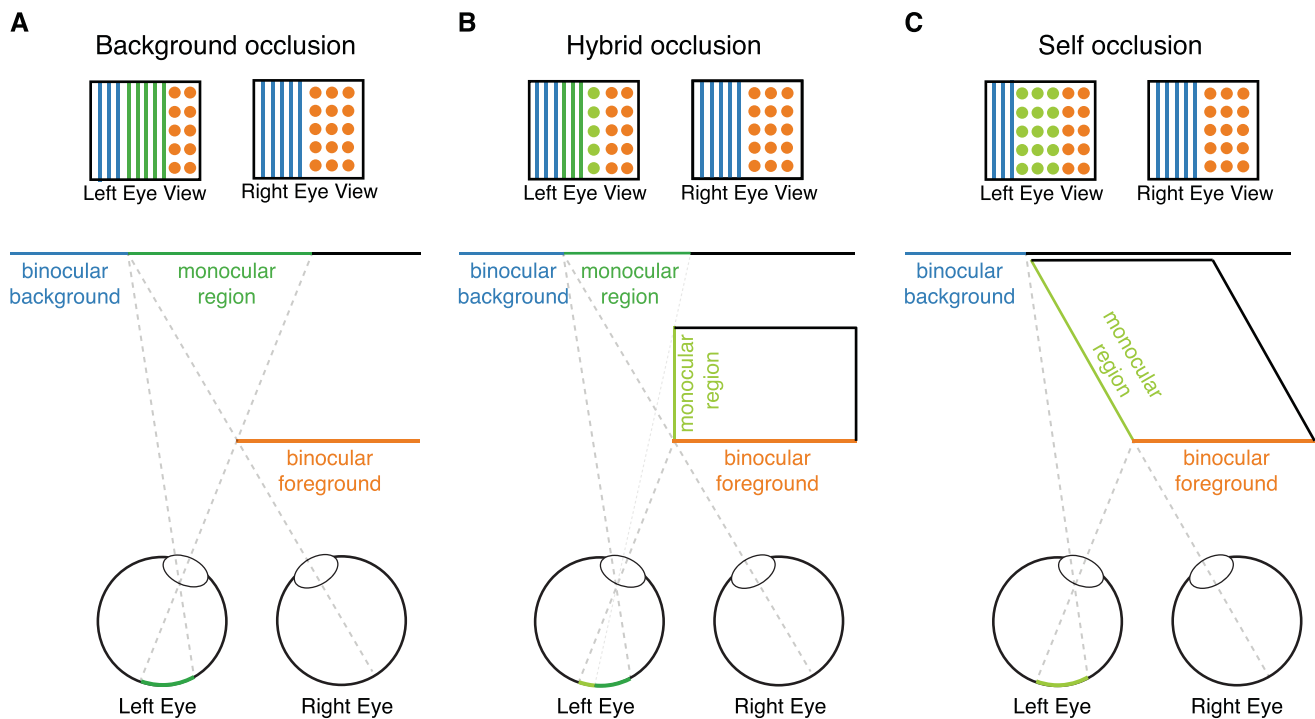 A
Background occlusion
Left Eye View
Right Eye View
binocular
background
monocular
region
binocular
foreground
Left Eye
Right Eye
B
Hybrid occlusion
Left Eye View
Right Eye View
binocular
background
monocular
region
monocular
region
binocular
foreground
Left Eye
Right Eye
C
Self occlusion
Left Eye View
Right Eye View
binocular
background
monocular
region
binocular
foreground
Left Eye
Right Eye